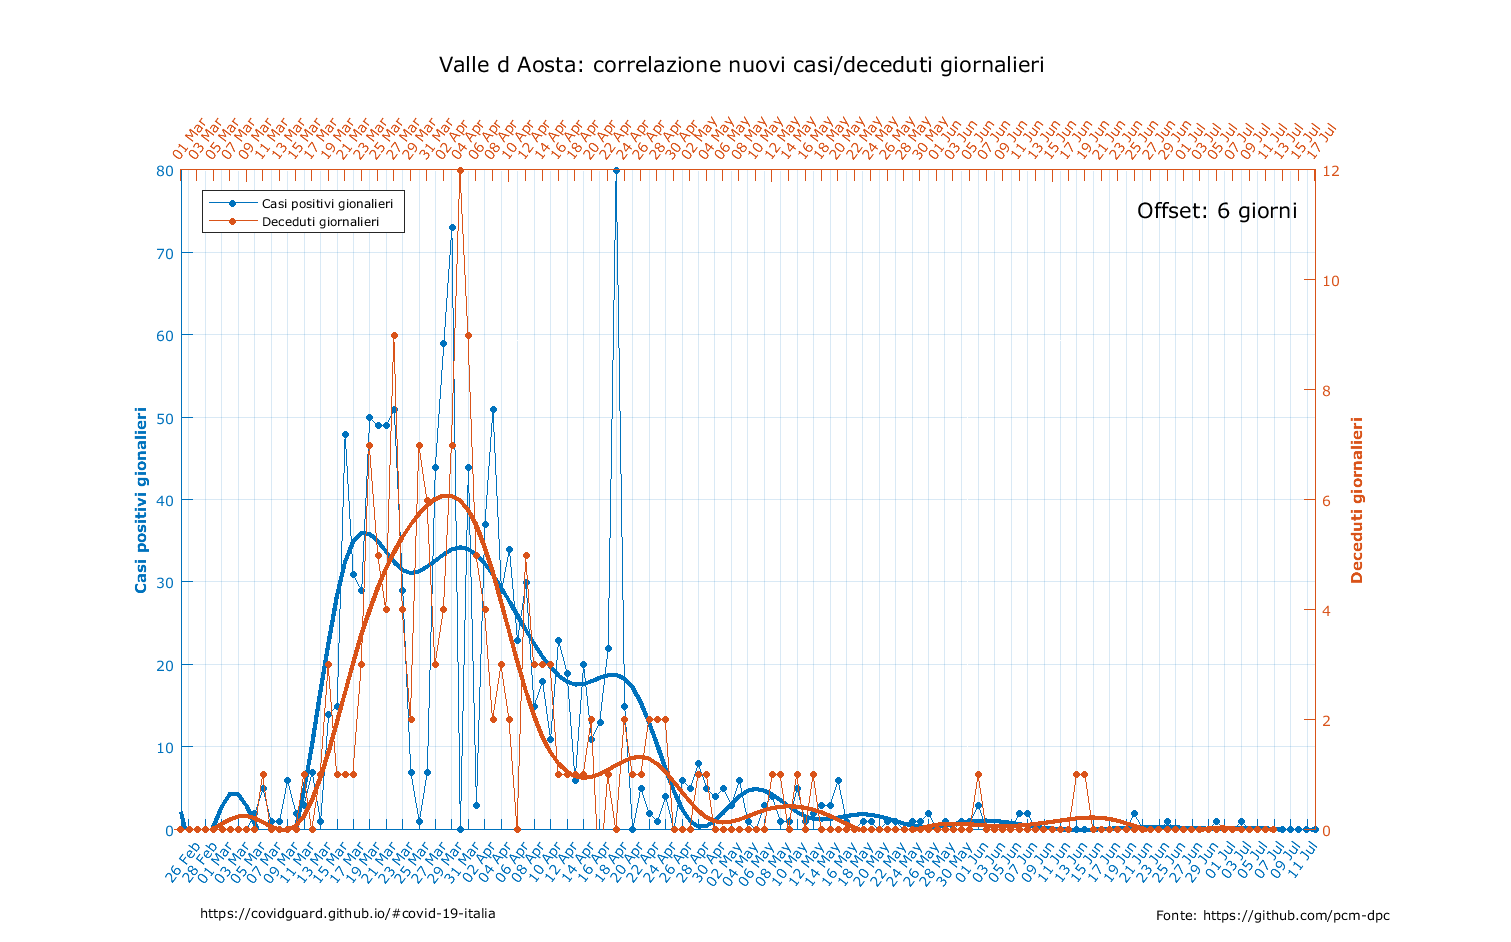 Valle d Aosta: correlazione nuovi casi/deceduti giornalieri
01 Mar
03 Mar
05 Mar
07 Mar
09 Mar
11 Mar
13 Mar
15 Mar
17 Mar
19 Mar
21 Mar
23 Mar
25 Mar
27 Mar
29 Mar
31 Mar
02 Apr
04 Apr
06 Apr
08 Apr
10 Apr
12 Apr
14 Apr
16 Apr
18 Apr
20 Apr
22 Apr
24 Apr
26 Apr
28 Apr
30 Apr
02 May
04 May
06 May
08 May
10 May
12 May
14 May
16 May
18 May
20 May
22 May
24 May
26 May
28 May
30 May
01 Jun
03 Jun
05 Jun
07 Jun
09 Jun
11 Jun
13 Jun
15 Jun
17 Jun
19 Jun
21 Jun
23 Jun
25 Jun
27 Jun
29 Jun
01 Jul
03 Jul
05 Jul
07 Jul
09 Jul
11 Jul
13 Jul
15 Jul
17 Jul
Casi positivi gionalieri
Deceduti giornalieri
Offset: 6 giorni
80
70
60
50
40
30
20
10
0
Casi positivi gionalieri
12
10
8
6
4
2
0
Deceduti giornalieri
26 Feb
28 Feb
01 Mar
03 Mar
05 Mar
07 Mar
09 Mar
11 Mar
13 Mar
15 Mar
17 Mar
19 Mar
21 Mar
23 Mar
25 Mar
27 Mar
29 Mar
31 Mar
02 Apr
04 Apr
06 Apr
08 Apr
10 Apr
12 Apr
14 Apr
16 Apr
18 Apr
20 Apr
22 Apr
24 Apr
26 Apr
28 Apr
30 Apr
02 May
04 May
06 May
08 May
10 May
12 May
14 May
16 May
18 May
20 May
22 May
24 May
26 May
28 May
30 May
01 Jun
03 Jun
05 Jun
07 Jun
09 Jun
11 Jun
13 Jun
15 Jun
17 Jun
19 Jun
21 Jun
23 Jun
25 Jun
27 Jun
29 Jun
01 Jul
03 Jul
05 Jul
07 Jul
09 Jul
11 Jul
https://covidguard.github.io/#covid-19-italia
Fonte: https://github.com/pcm-dpc